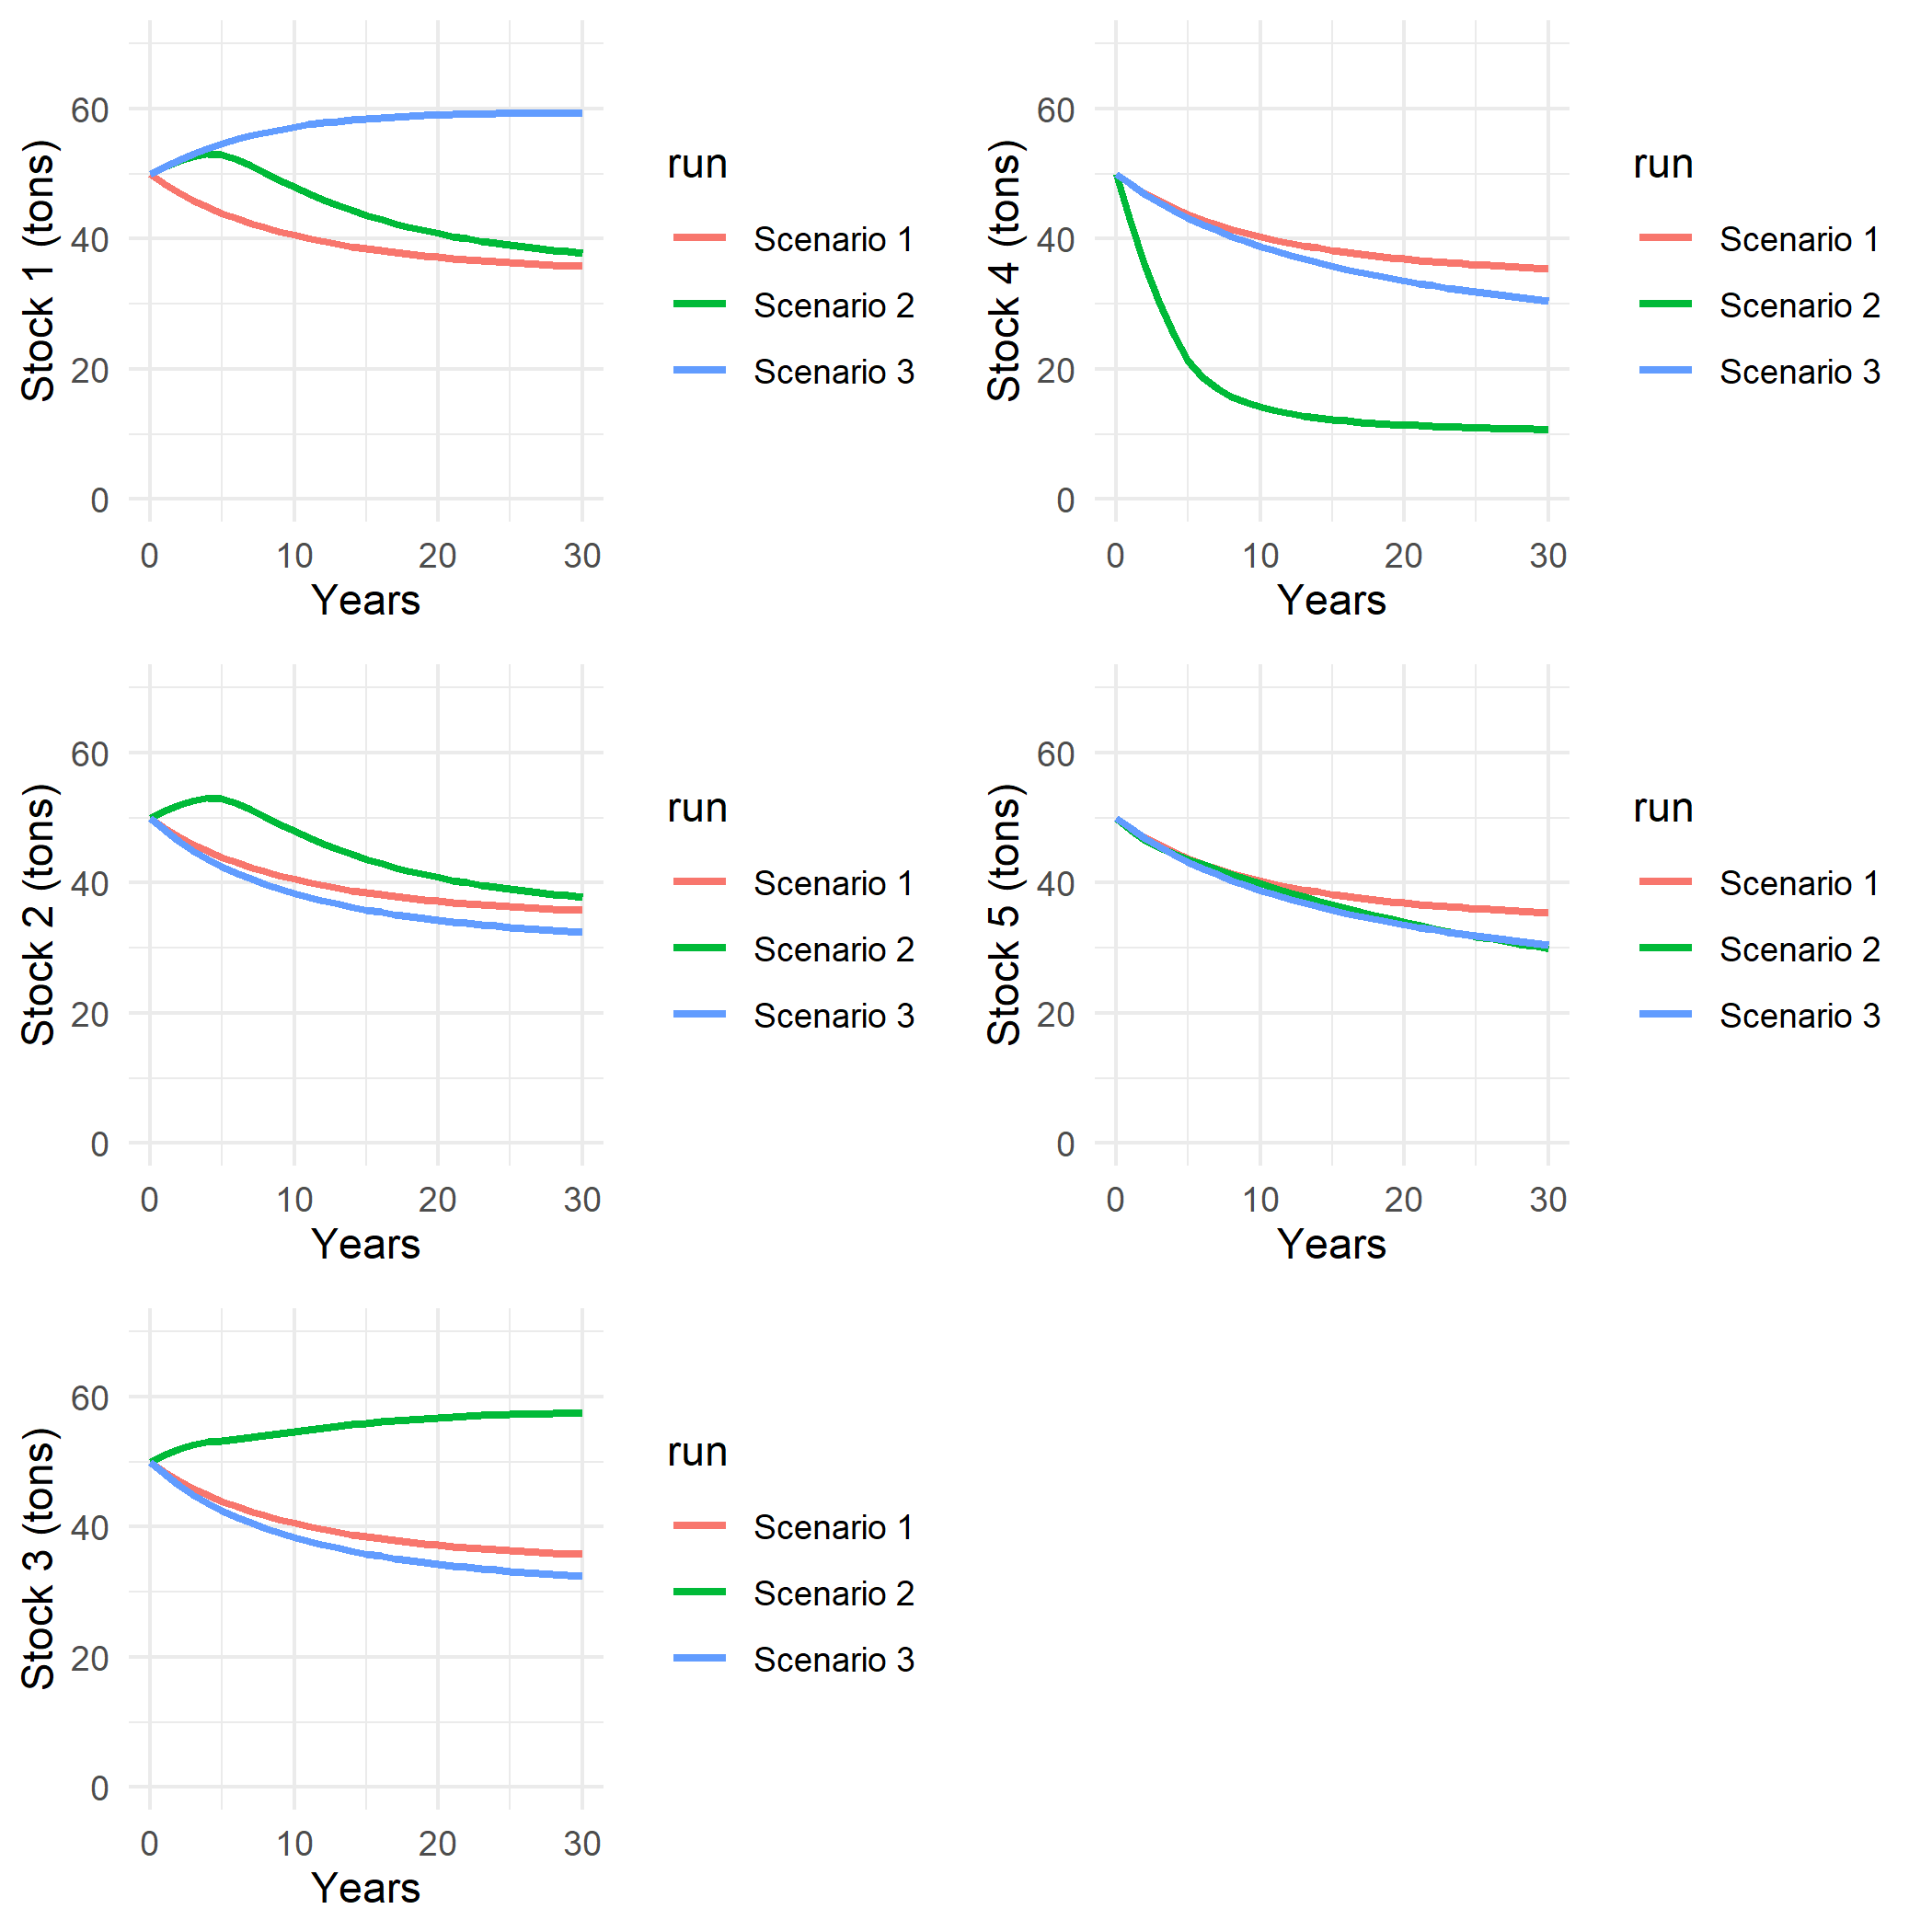 Stock 1 (tons)
60
40
20
0
0 10 20 30
Years
run
Scenario 1
Scenario 2
Scenario 3
Stock 4 (tons)
60
40
20
0
0 10 20 30
Years
run
Scenario 1
Scenario 2
Scenario 3
Stock 2 (tons)
60
40
20
0
0 10 20 30
Years
run
Scenario 1
Scenario 2
Scenario 3
Stock 5 (tons)
60
40
20
0
0 10 20 30
Years
run
Scenario 1
Scenario 2
Scenario 3
Stock 3 (tons)
60
40
20
0
0 10 20 30
Years
run
Scenario 1
Scenario 2
Scenario 3